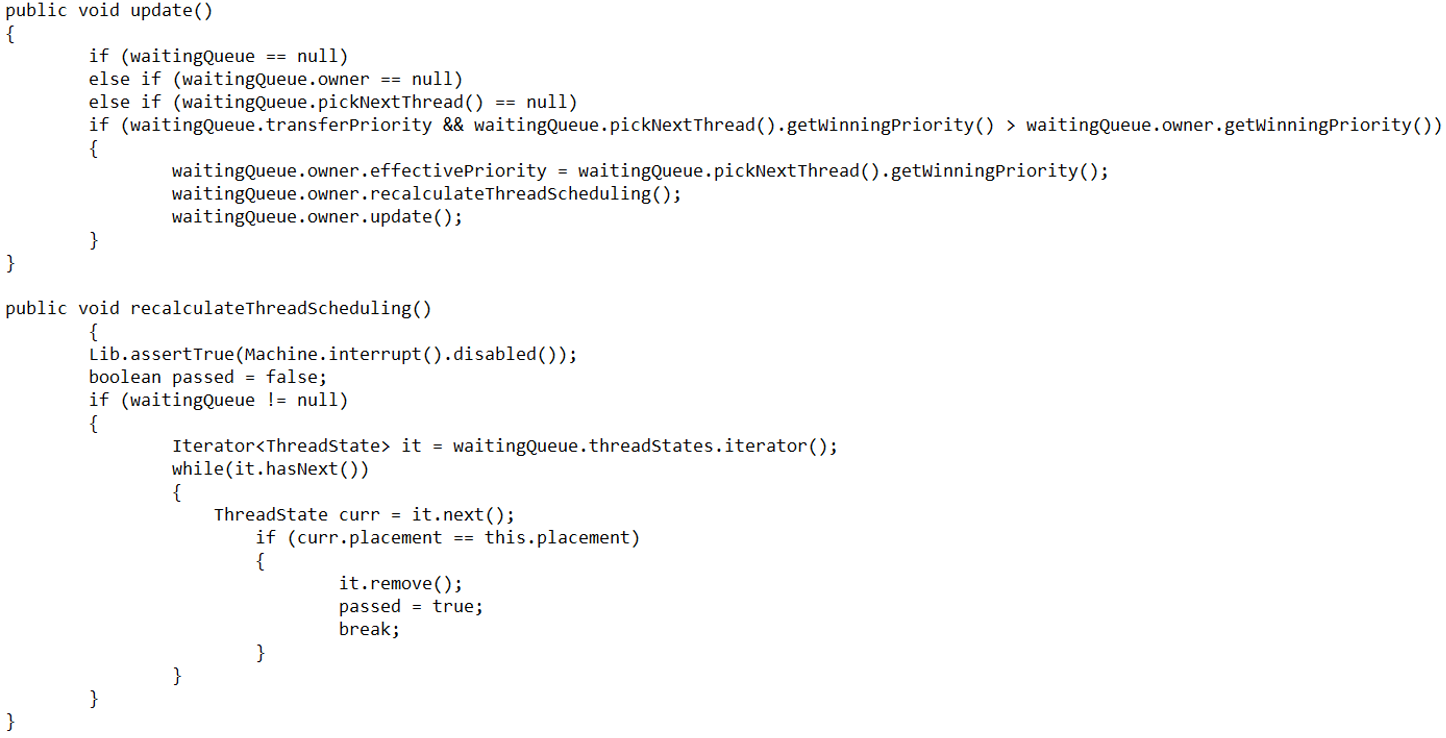 public void update()
{
if (waitingQueue == null)
else if (waitingQueue.owner == null)
else if (waitingQueue.pickNextThread() == null)
if (waitingQueue.transferPriority && waitingQueue.pickNextThread().getWinningPriority() > waitingQueue.owner.getWinningPriority())
{
waitingQueue.owner.effectivePriority = waitingQueue.pickNextThread().getWinningPriority();
waitingQueue.owner.recalculateThreadScheduling();
waitingQueue.owner.update();
}
}
public void recalculateThreadScheduling()
{
Lib.assertTrue(Machine.interrupt().disabled());
boolean passed = false;
if (waitingQueue != null)
{
Iterator<ThreadState> it = waitingQueue.threadStates.iterator();
while(it.hasNext())
{
ThreadState curr = it.next();
if (curr.placement == this.placement)
{
it.remove();
passed = true;
break;
}
}
}
}